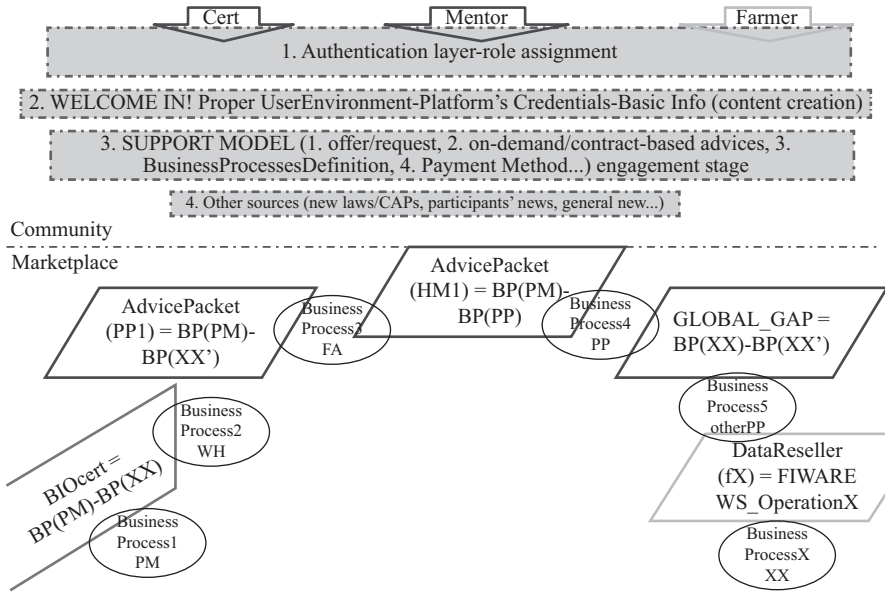 Cert
Mentor
Farmer
1. Authentication layer-role assignment
2. WELCOME IN! Proper UserEnvironment-Platform’s Credentials-Basic Info (content creation)
3. SUPPORT MODEL (1. offer/request, 2. on-demand/contract-based advices, 3.
BusinessProcessesDefinition, 4. Payment Method...) engagement stage
4. Other sources (new laws/CAPs, participants’ news, general new...)
Community
Marketplace
AdvicePacket
(PP1) = BP(PM)-
BP(XX’)
Business
Process3
FA
AdvicePacket
(HM1) = BP(PM)-
BP(PP)
Business
Process4
PP
GLOBAL_GAP =
BP(XX)-BP(XX’)
BIOcert =
BP(PM)-BP(XX)
Business
Process2
WH
Business
Process1
PM
Business
Process5
otherPP
DataReseller
(fX) = FIWARE
WS_OperationX
Business
ProcessX
XX